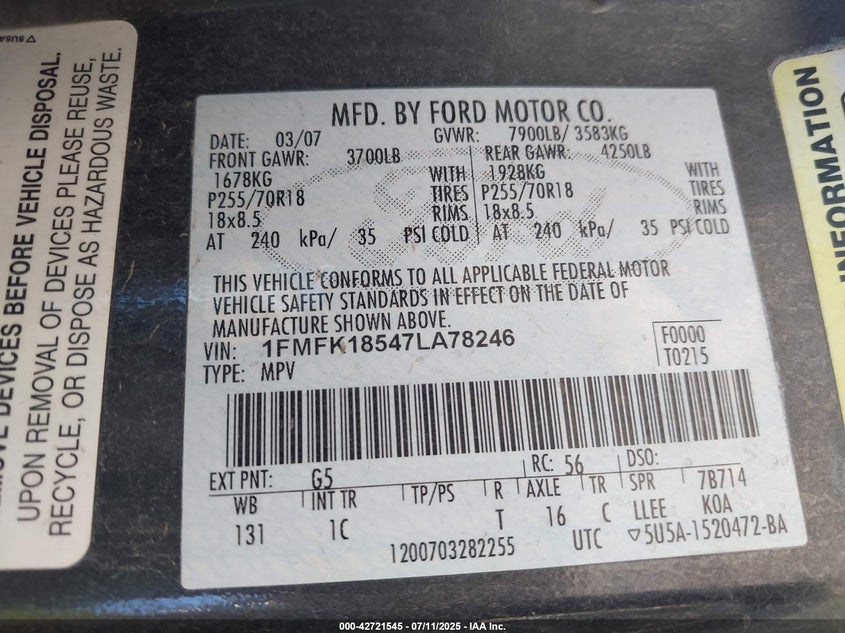 MFD. BY FORD MOTOR CO.
DATE: 03/07 GVWR: 7900LB/ 3583KG
FRONT GAWR: 3700LB REAR GAWR: 4250LB
1678KG WITH 1928KG WITH
P255/70R18 TIRES P255/70R18 TIRES
18x8.5 RIMS 18x8.5 RIMS
AT 240 kPa/ 35 PSI COLD AT 240 kPa/ 35 PSI COLD
THIS VEHICLE CONFORMS TO ALL APPLICABLE FEDERAL MOTOR
VEHICLE SAFETY STANDARDS IN EFFECT ON THE DATE OF
MANUFACTURE SHOWN ABOVE.
VIN: 1FMFK18547LA78246
F0000
T0215
TYPE: MPV
EXT PNT: G5 RC: 56 DSO:
WB INT TR TP/PS R AXLE TR SPR 7B714
131 1C T 16 C LLEE KOA
1200703282255 UTC ▽5U5A-1520472-BA
DEVICES BEFORE VEHICLE DISPOSAL.
UPON REMOVAL OF DEVICES PLEASE REUSE,
RECYCLE, OR DISPOSE AS HAZARDOUS WASTE.
INFORMATION
000-42721545 - 07/11/2025 - IAA Inc.